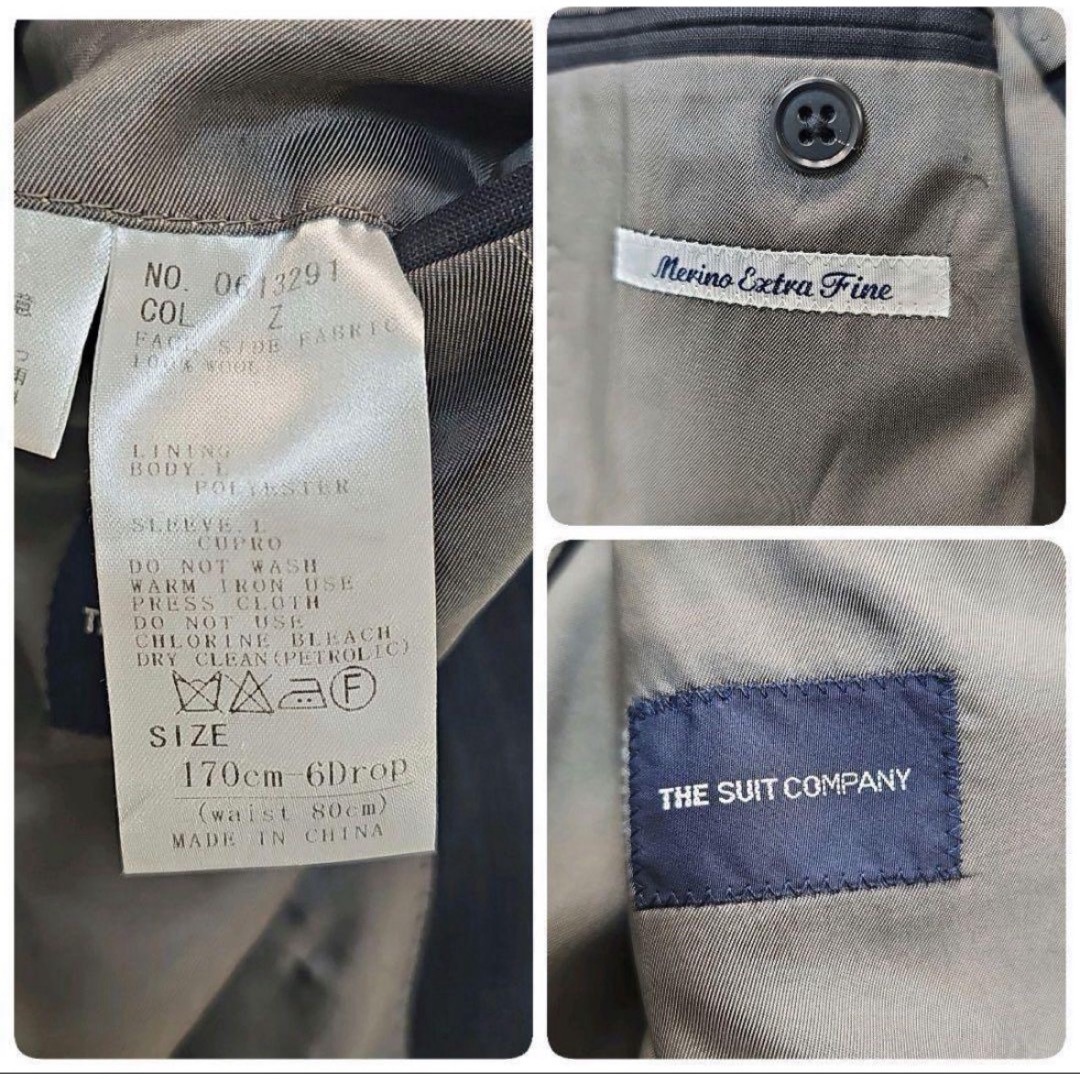 NO. 0613291
COL Z
FACE SIDE FABRIC
100% WOOL
LINING
BODY.L
POLYESTER
SLEEVE.L
CUPRO
DO NOT WASH
WARM IRON USE
PRESS CLOTH
DO NOT USE
CHLORINE BLEACH
DRY CLEAN(PETROLIC)
F
SIZE
170cm-6Drop
(waist 80cm)
MADE IN CHINA
Merino Extra Fine
THE SUIT COMPANY